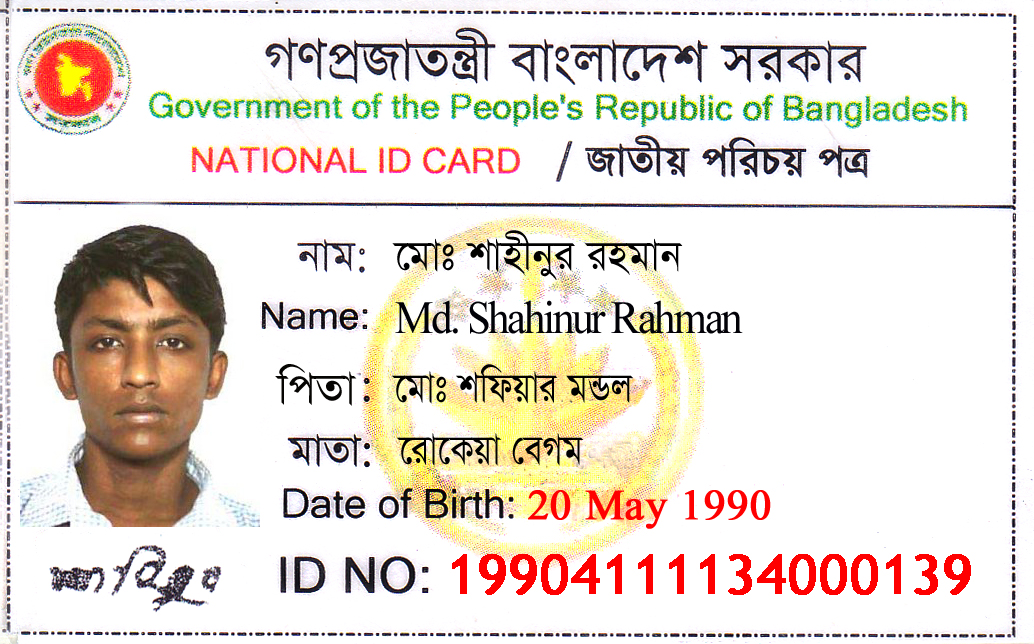 গণপ্রজাতন্ত্রী বাংলাদেশ সরকার
Government of the People's Republic of Bangladesh
NATIONAL ID CARD / জাতীয় পরিচয় পত্র
নাম: মোঃ শাহীনুর রহমান
Name: Md. Shahinur Rahman
পিতা: মোঃ শফিয়ার মন্ডল
মাতা: রোকেয়া বেগম
Date of Birth: 20 May 1990
ID NO: 19904111134000139